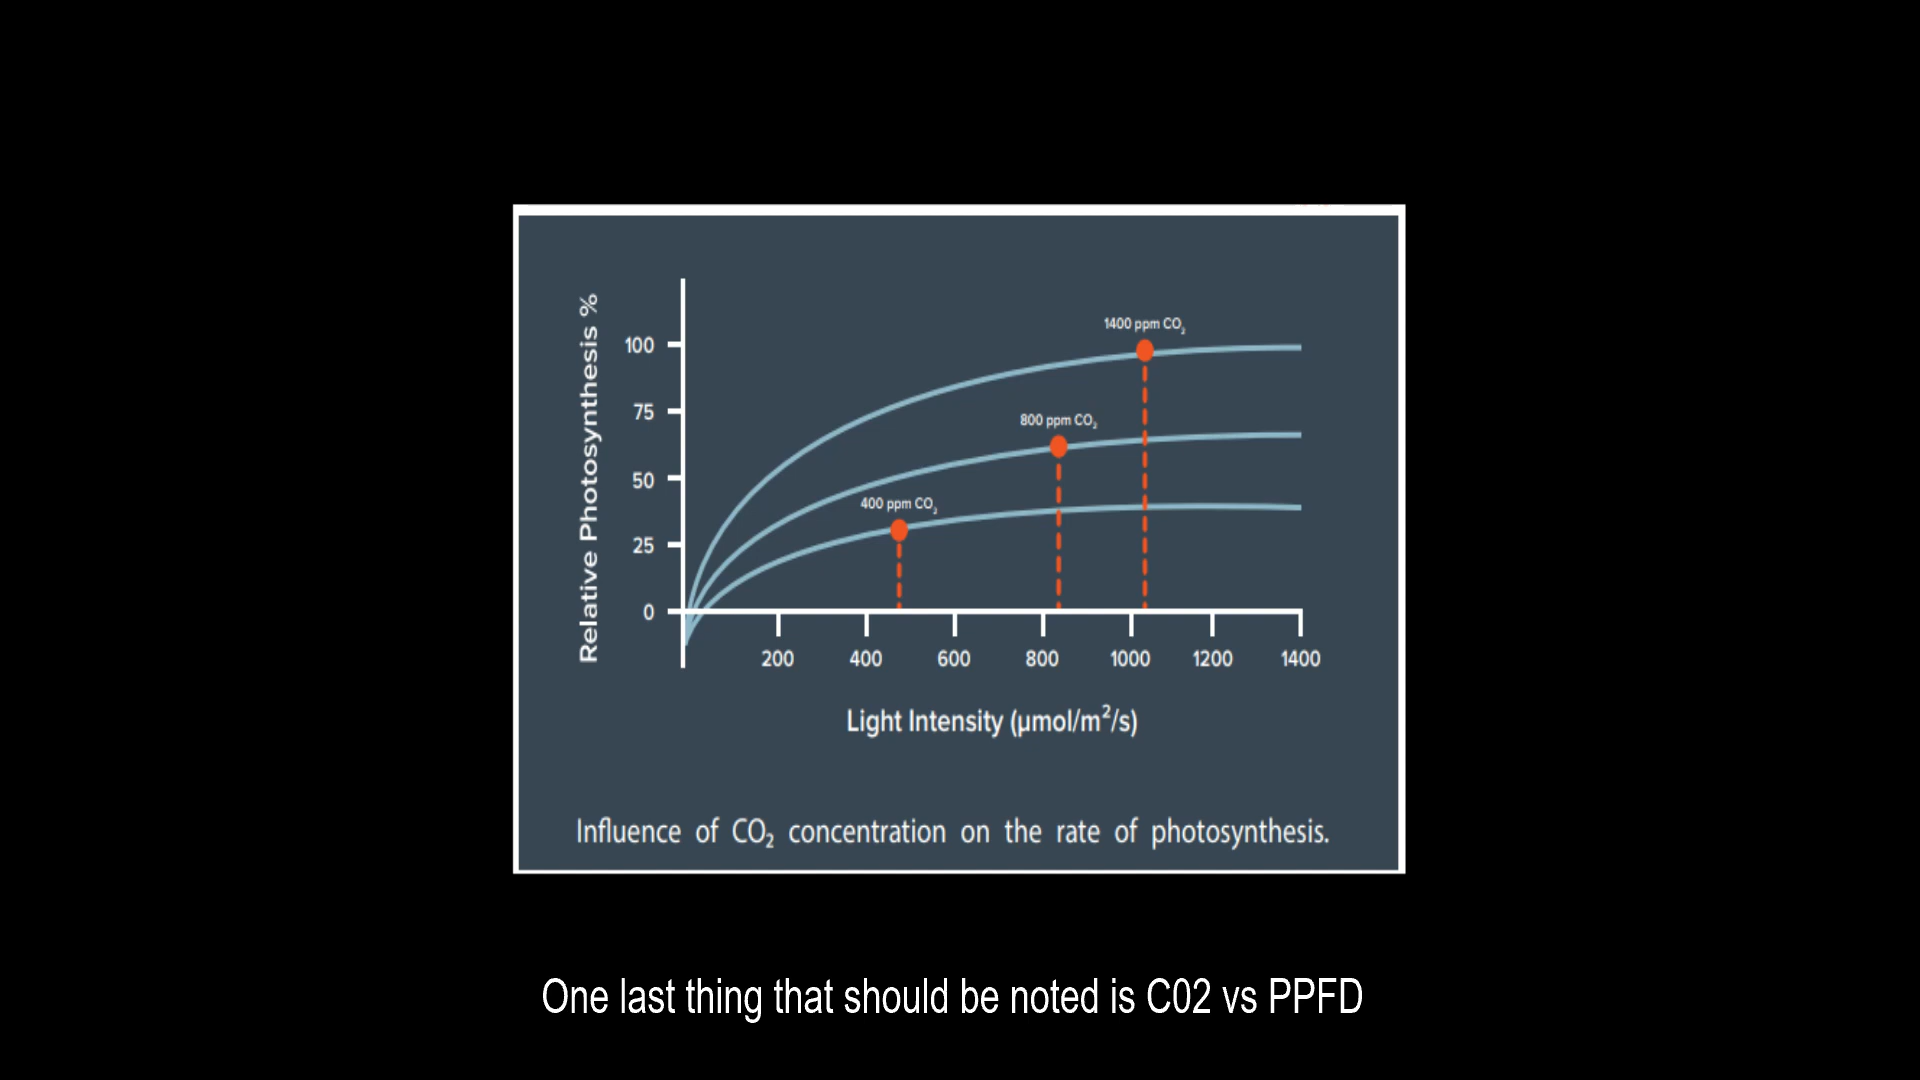 Relative Photosynthesis %
100
75
50
25
0
1400 ppm CO₂
800 ppm CO₂
400 ppm CO₂
200 400 600 800 1000 1200 1400
Light Intensity (μmol/m²/s)
Influence of CO₂ concentration on the rate of photosynthesis.
One last thing that should be noted is C02 vs PPFD